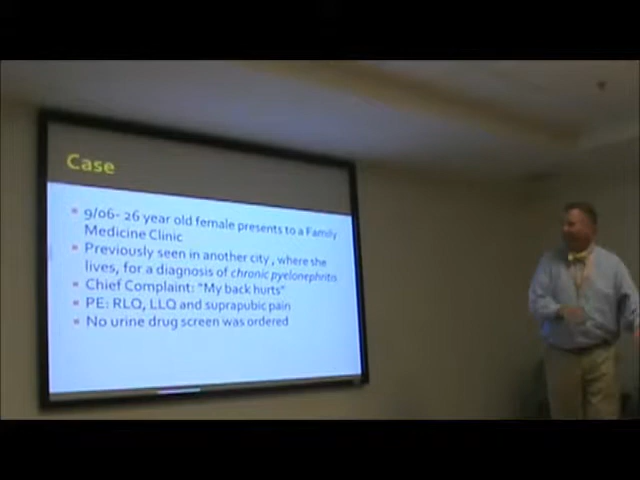 Case
9/06- 26 year old female presents to a Family
Medicine Clinic
Previously seen in another city , where she
lives, for a diagnosis of chronic pyelonephritis
Chief Complaint: "My back hurts"
PE: RLQ, LLQ and suprapubic pain
No urine drug screen was ordered